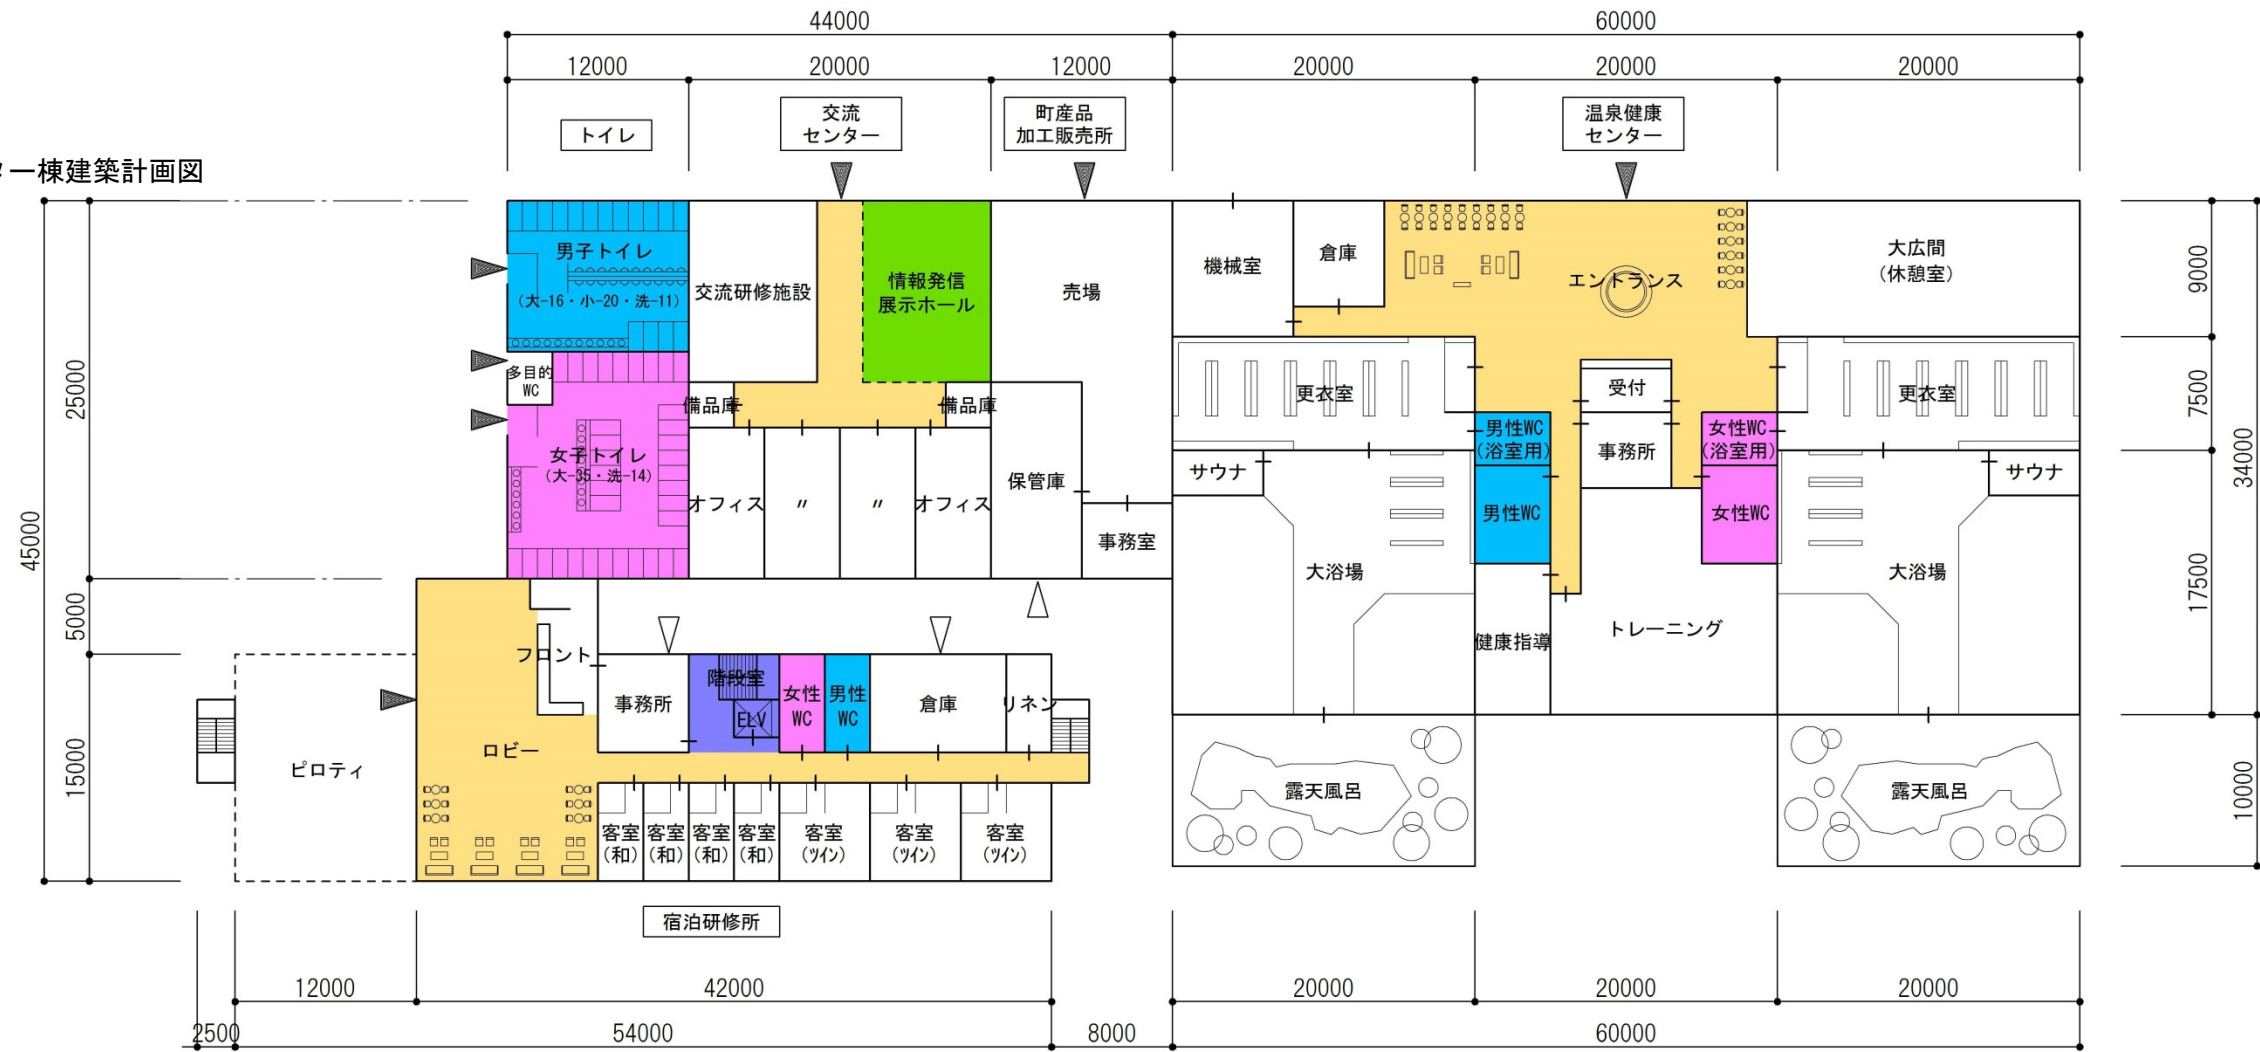 44000
60000
12000
20000
12000
20000
20000
20000
トイレ
交流
センター
町産品
加工販売所
温泉健康
センター
ー棟建築計画図
男子トイレ
(大-16・小-20・洗-11)
多目的
WC
女子トイレ
(大-35・洗-14)
交流研修施設
情報発信
展示ホール
売場
備品庫
備品庫
オフィス
〃
〃
オフィス
保管庫
事務室
機械室
倉庫
エントランス
大広間
(休憩室)
更衣室
受付
更衣室
男性WC
(浴室用)
事務所
女性WC
(浴室用)
サウナ
サウナ
男性WC
女性WC
大浴場
大浴場
健康指導
トレーニング
露天風呂
露天風呂
フロント
事務所
階段室
ELV
女性
WC
男性
WC
倉庫
リネン
ロビー
ピロティ
客室
(和)
客室
(和)
客室
(和)
客室
(和)
客室
(ツイン)
客室
(ツイン)
客室
(ツイン)
宿泊研修所
45000
25000
5000
15000
9000
7500
17500
34000
10000
12000
42000
20000
20000
20000
2500
54000
8000
60000